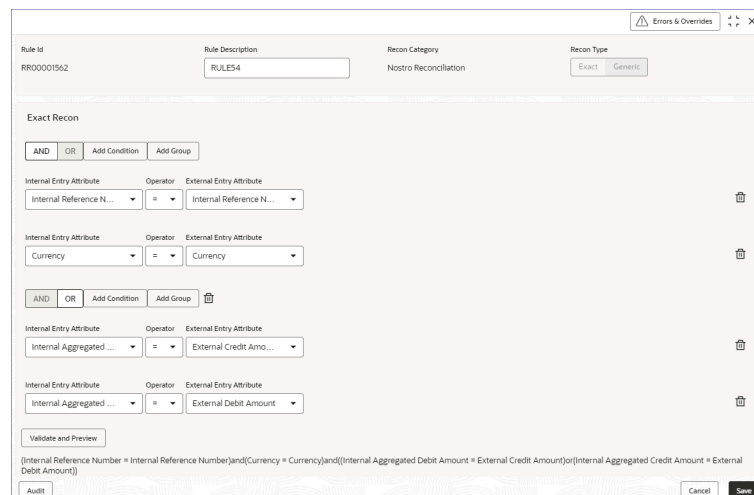 Errors & Overrides
Rule Id
Rule Description
Recon Category
Recon Type
RR00001562
RULE54
Nostro Reconciliation
Exact Generic
Exact Recon
AND OR Add Condition Add Group
Internal Entry Attribute Operator External Entry Attribute
Internal Reference N... = Internal Reference N...
Internal Entry Attribute Operator External Entry Attribute
Currency = Currency
AND OR Add Condition Add Group
Internal Entry Attribute Operator External Entry Attribute
Internal Aggregated ... = External Credit Amo...
Internal Entry Attribute Operator External Entry Attribute
Internal Aggregated ... = External Debit Amount
Validate and Preview
(Internal Reference Number = Internal Reference Number)and(Currency = Currency)and((Internal Aggregated Debit Amount = External Credit Amount)or(Internal Aggregated Credit Amount = External
Debit Amount))
Audit
Cancel Save